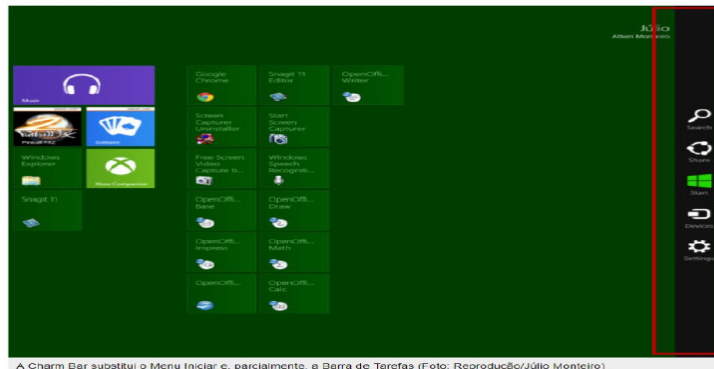 Júlio
Altieri Monteiro
Music
Google
Chrome
Snagit 11
Editor
OpenOffi...
Writer
Pinball FX2
Solitaire
Screen
Capturer
Uninstaller
Start
Screen
Capturer
Windows
Explorer
Xbox Companion
Free Screen
Video
Capture b...
Windows
Speech
Recogniti...
Snagit 11
OpenOffi...
Base
OpenOffi...
Draw
OpenOffi...
Impress
OpenOffi...
Math
OpenOffi...
OpenOffi...
Calc
Search
Share
Start
Devices
Settings
A Charm Bar substitui o Menu Iniciar e, parcialmente, a Barra de Tarefas (Foto: Reprodução/Júlio Monteiro)